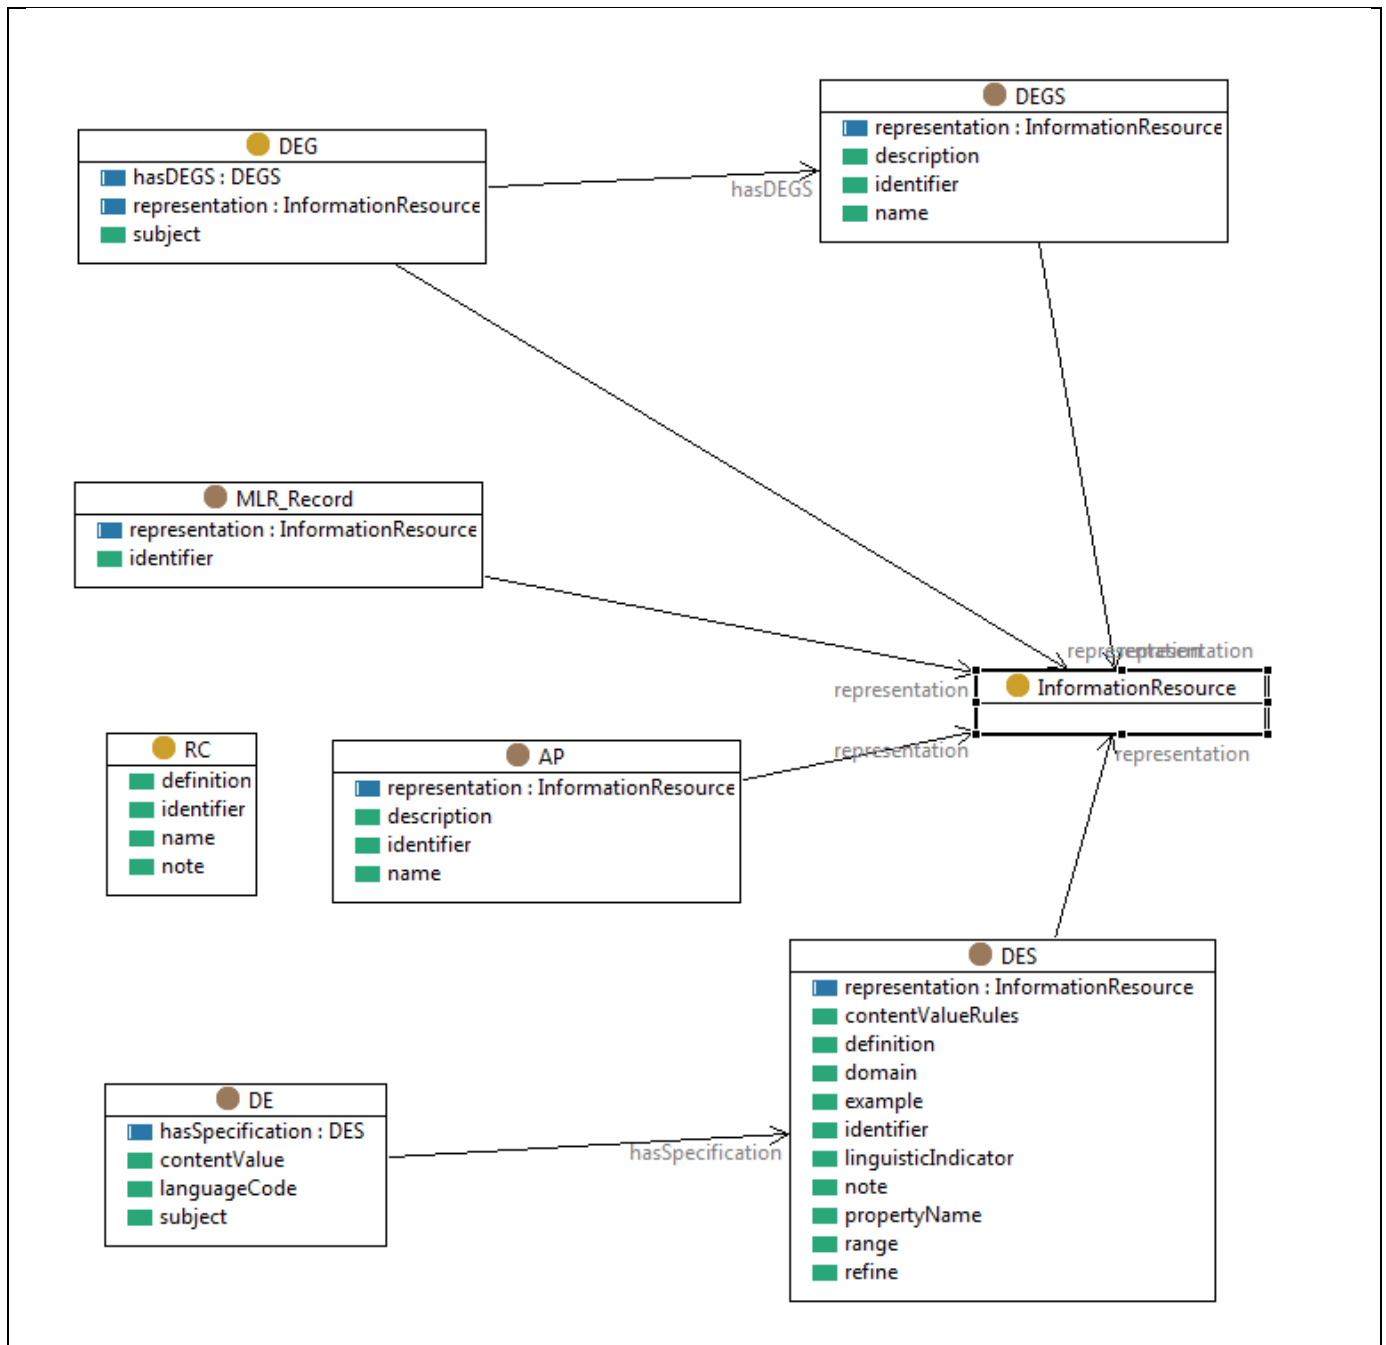 DEGS
representation : InformationResource
description
identifier
name
DEG
hasDEGS : DEGS
representation : InformationResource
subject
hasDEGS
MLR_Record
representation : InformationResource
identifier
representation
representation
representation
InformationResource
representation
representation
RC
definition
identifier
name
note
AP
representation : InformationResource
description
identifier
name
DES
representation : InformationResource
contentValueRules
definition
domain
example
identifier
linguisticIndicator
note
propertyName
range
refine
DE
hasSpecification : DES
contentValue
languageCode
subject
hasSpecification